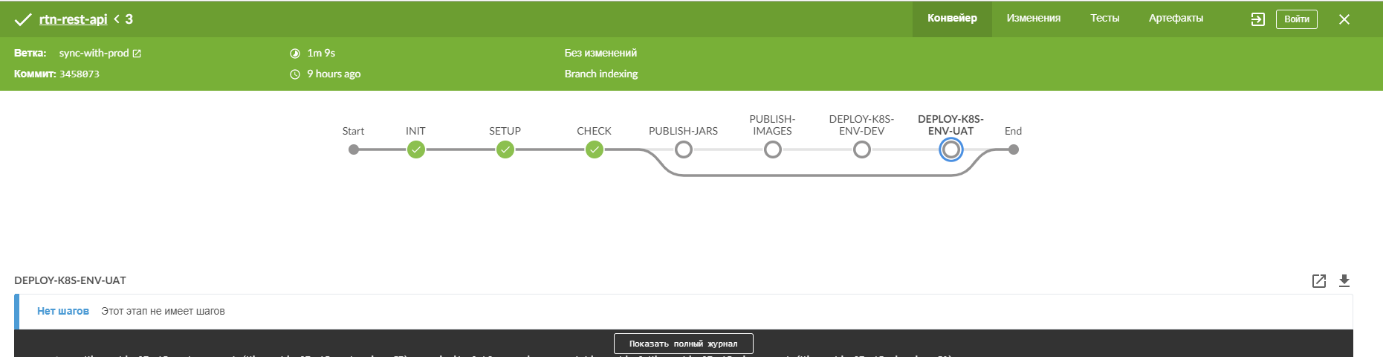 rtn-rest-api < 3
Конвейер Изменения Тесты Артефакты Войти
Ветка: sync-with-prod 1m 9s Без изменений
Коммит: 3458073 9 hours ago Branch indexing
PUBLISH- DEPLOY-K8S- DEPLOY-K8S-
Start INIT SETUP CHECK PUBLISH-JARS IMAGES ENV-DEV ENV-UAT End
DEPLOY-K8S-ENV-UAT
Нет шагов Этот этап не имеет шагов
Показать полный журнал